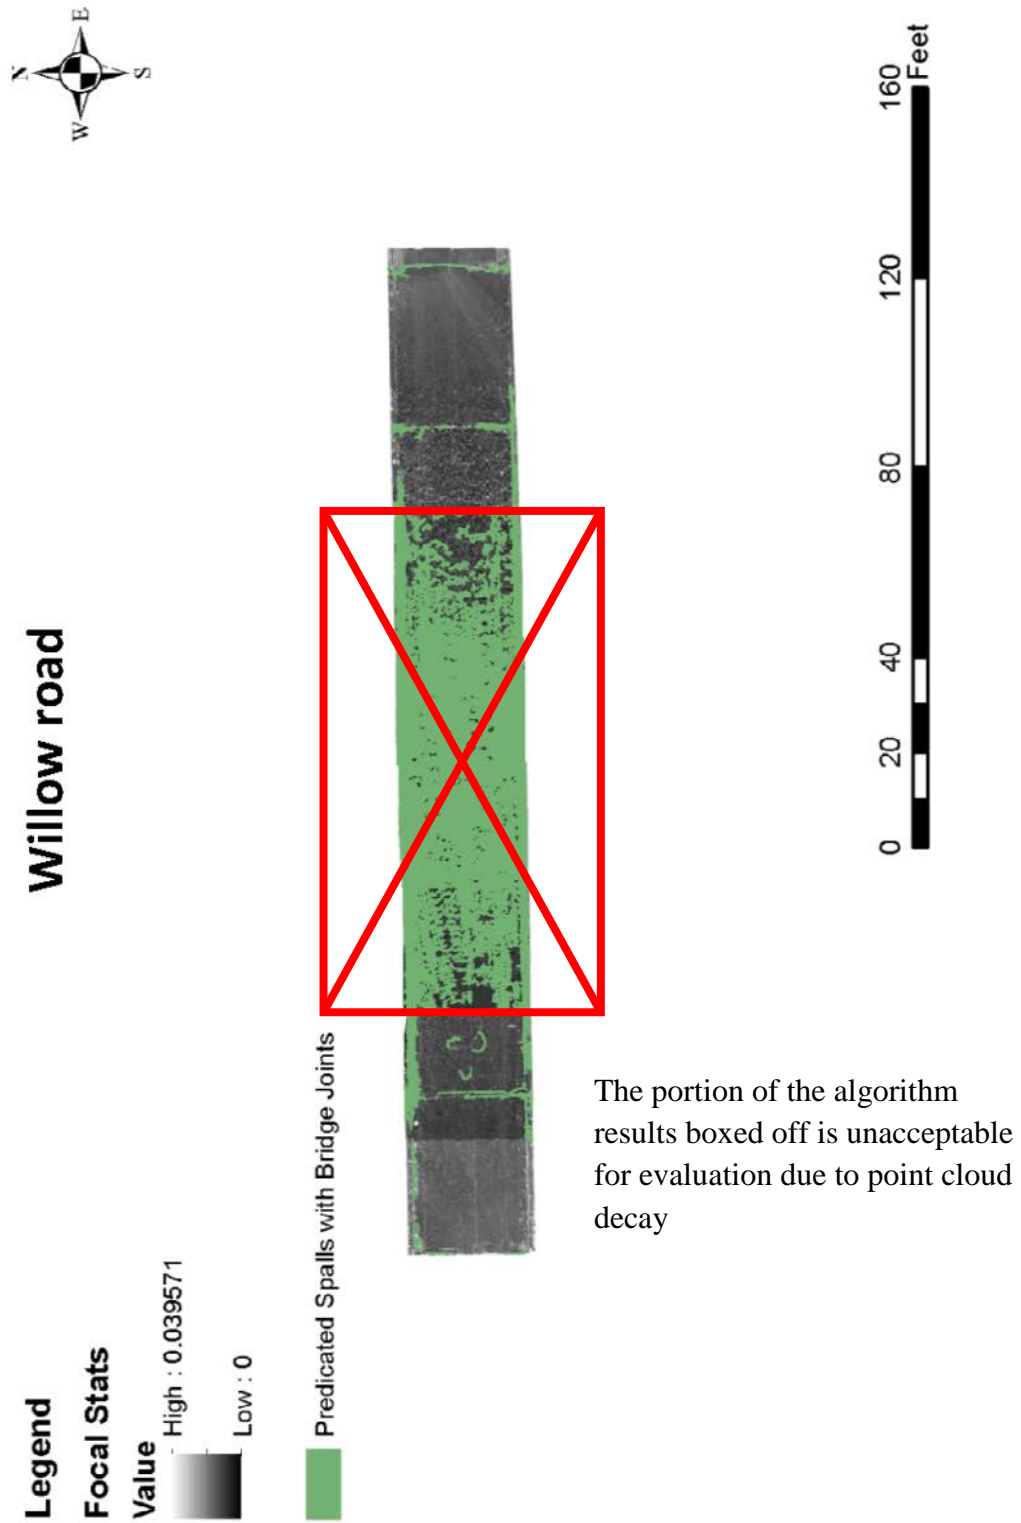 Willow road
N
E
S
W
Legend
Focal Stats
Value
High : 0.039571
Low : 0
Predicated Spalls with Bridge Joints
The portion of the algorithm
results boxed off is unacceptable
for evaluation due to point cloud
decay
0 20 40 80 120 160
Feet